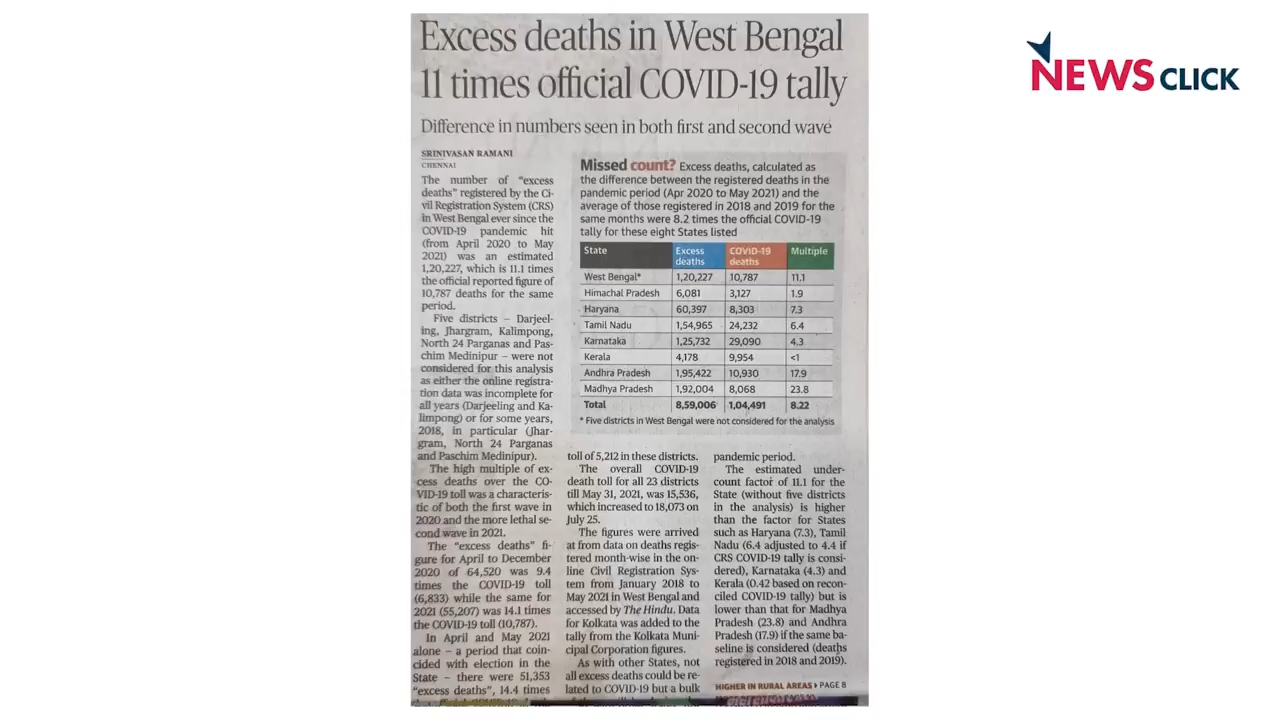 Excess deaths in West Bengal
11 times official COVID-19 tally
Difference in numbers seen in both first and second wave
SRINIVASAN RAMANI
CHENNAI
The number of “excess
deaths” registered by the Ci-
vil Registration System (CRS)
in West Bengal ever since the
COVID-19 pandemic hit
(from April 2020 to May
2021) was an estimated
1,20,227, which is 11.1 times
the official reported figure of
10,787 deaths for the same
period.
Five districts – Darjeel-
ing, Jhargram, Kalimpong,
North 24 Parganas and Pas-
chim Medinipur – were not
considered for this analysis
as either the online registra-
tion data was incomplete for
all years (Darjeeling and Ka-
limpong) or for some years,
2018, in particular (Jhar-
gram, North 24 Parganas
and Paschim Medinipur).
The high multiple of ex-
cess deaths over the CO-
VID-19 toll was a characteris-
tic of both the first wave in
2020 and the more lethal se-
cond wave in 2021.
The “excess deaths” fi-
gure for April to December
2020 of 64,520 was 9.4
times the COVID-19 toll
(6,833) while the same for
2021 (55,207) was 14.1 times
the COVID-19 toll (10,787).
In April and May 2021
alone – a period that coin-
cided with election in the
State – there were 51,353
“excess deaths”, 14.4 times
Missed count? Excess deaths, calculated as
the difference between the registered deaths in the
pandemic period (Apr 2020 to May 2021) and the
average of those registered in 2018 and 2019 for the
same months were 8.2 times the official COVID-19
tally for these eight States listed
State Excess deaths COVID-19 deaths Multiple
West Bengal* 1,20,227 10,787 11.1
Himachal Pradesh 6,081 3,127 1.9
Haryana 60,397 8,303 7.3
Tamil Nadu 1,54,965 24,232 6.4
Karnataka 1,25,732 29,090 4.3
Kerala 4,178 9,954 <1
Andhra Pradesh 1,95,422 10,930 17.9
Madhya Pradesh 1,92,004 8,068 23.8
Total 8,59,006 1,04,491 8.22
* Five districts in West Bengal were not considered for the analysis
toll of 5,212 in these districts.
The overall COVID-19
death toll for all 23 districts
till May 31, 2021, was 15,536,
which increased to 18,073 on
July 25.
The figures were arrived
at from data on deaths regis-
tered month-wise in the on-
line Civil Registration Sys-
tem from January 2018 to
May 2021 in West Bengal and
accessed by The Hindu. Data
for Kolkata was added to the
tally from the Kolkata Muni-
cipal Corporation figures.
As with other States, not
all excess deaths could be re-
lated to COVID-19 but a bulk
pandemic period.
The estimated under-
count factor of 11.1 for the
State (without five districts
in the analysis) is higher
than the factor for States
such as Haryana (7.3), Tamil
Nadu (6.4 adjusted to 4.4 if
CRS COVID-19 tally is consi-
dered), Karnataka (4.3) and
Kerala (0.42 based on recon-
ciled COVID-19 tally) but is
lower than that for Madhya
Pradesh (23.8) and Andhra
Pradesh (17.9) if the same ba-
seline is considered (deaths
registered in 2018 and 2019).
HIGHER IN RURAL AREAS PAGE 8
NEWS CLICK